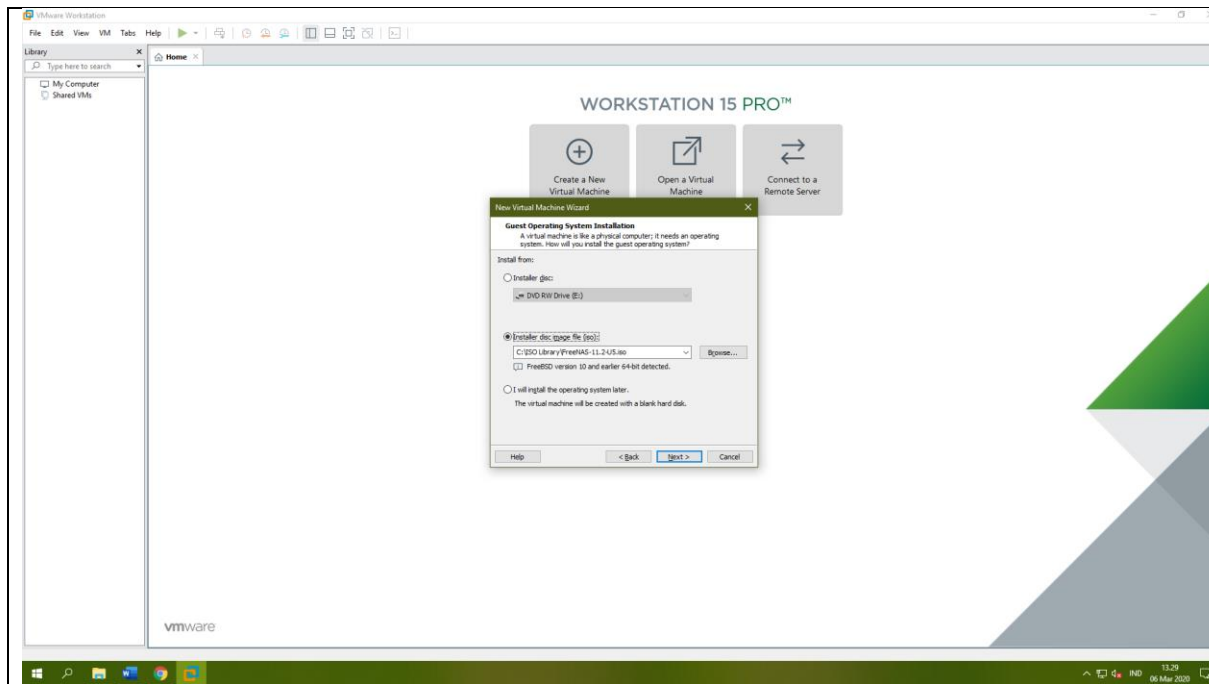 VMware Workstation
File Edit View VM Tabs Help
Library
Home
Type here to search
My Computer
Shared VMs
WORKSTATION 15 PRO™
Create a New
Virtual Machine
Open a Virtual
Machine
Connect to a
Remote Server
New Virtual Machine Wizard
Guest Operating System Installation
A virtual machine is like a physical computer; it needs an operating
system. How will you install the guest operating system?
Install from:
Installer disc:
DVD RW Drive (E:)
Installer disc image file (iso):
C:\ISO Library\FreeNAS-11.2-U5.iso
Browse...
FreeBSD version 10 and earlier 64-bit detected.
I will install the operating system later.
The virtual machine will be created with a blank hard disk.
Help < Back Next > Cancel
vmware
IND 13.29
06 Mar 2020